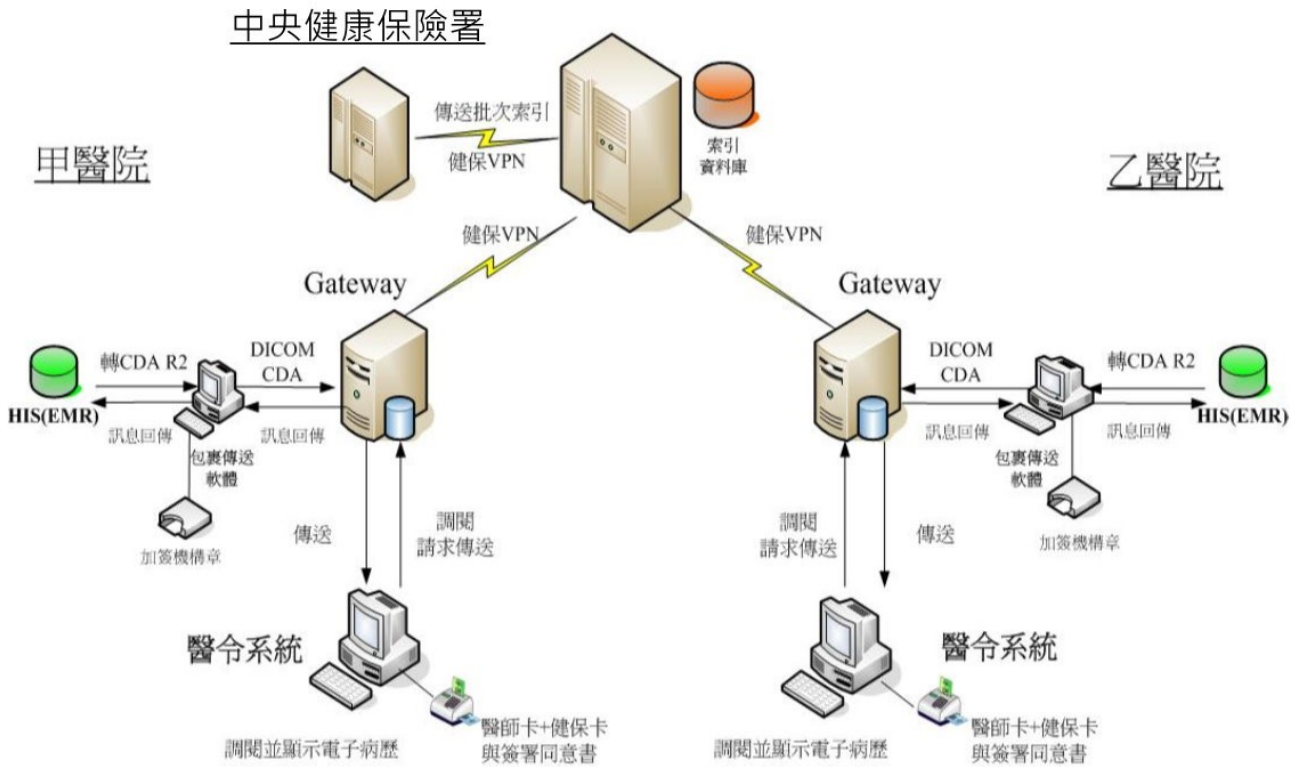 中央健康保險署
傳送批次索引
健保VPN
索引
資料庫
甲醫院
乙醫院
健保VPN
健保VPN
Gateway
Gateway
轉CDA R2
DICOM
CDA
HIS(EMR)
訊息回傳
訊息回傳
包裹傳送
軟體
加簽機構章
DICOM
CDA
轉CDA R2
HIS(EMR)
訊息回傳
訊息回傳
包裹傳送
軟體
加簽機構章
傳送
調閱
請求傳送
調閱
請求傳送
傳送
醫令系統
醫師卡+健保卡
與簽署同意書
調閱並顯示電子病歷
醫令系統
醫師卡+健保卡
與簽署同意書
調閱並顯示電子病歷